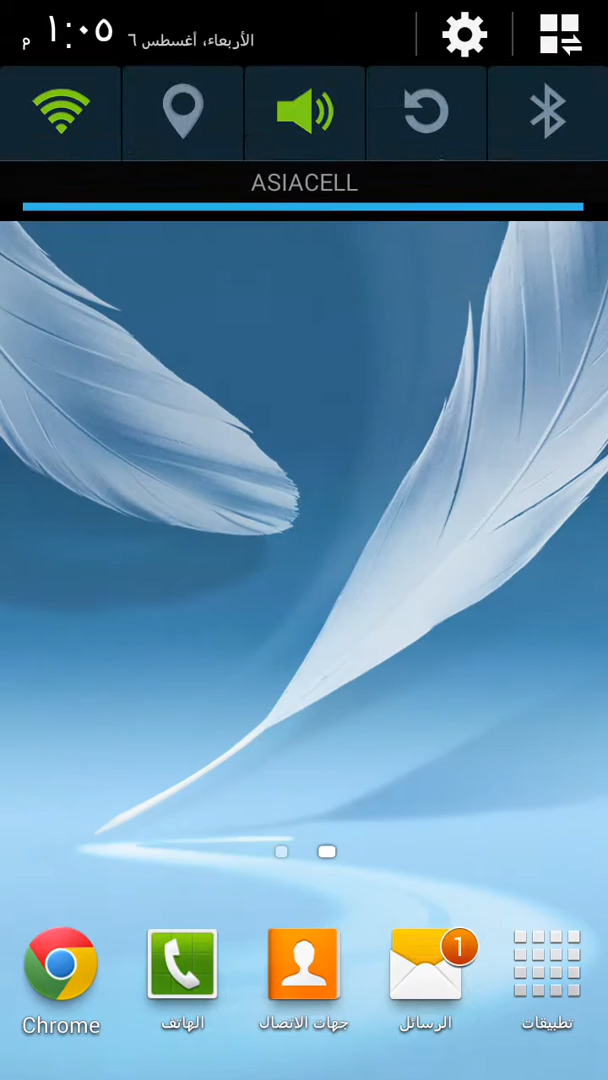 ١:٠٥ م
الأربعاء، أغسطس ٦
ASIACELL
1
Chrome
الهاتف
جهات الاتصال
الرسائل
تطبيقات